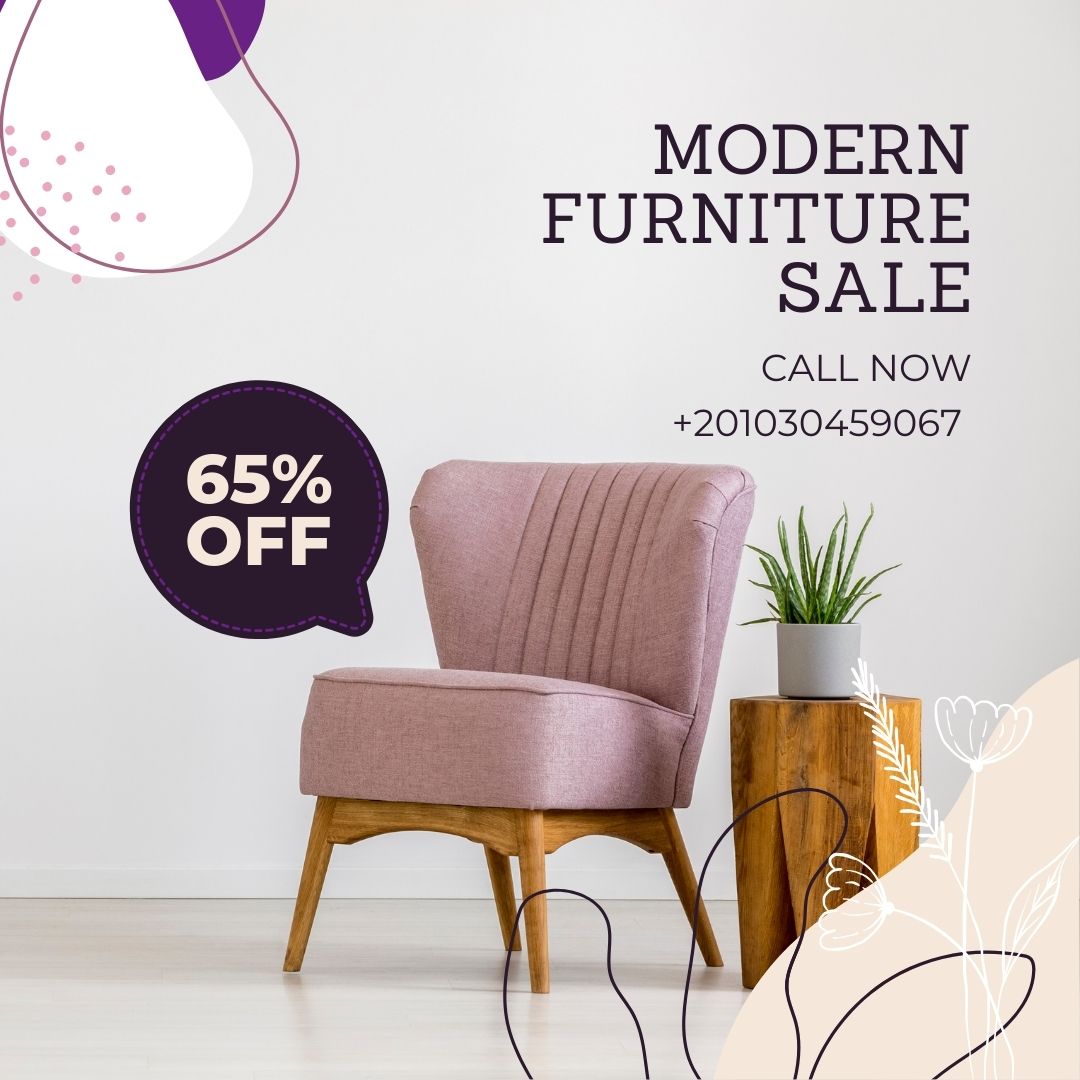 MODERN
FURNITURE
SALE
CALL NOW
+201030459067
65%
OFF